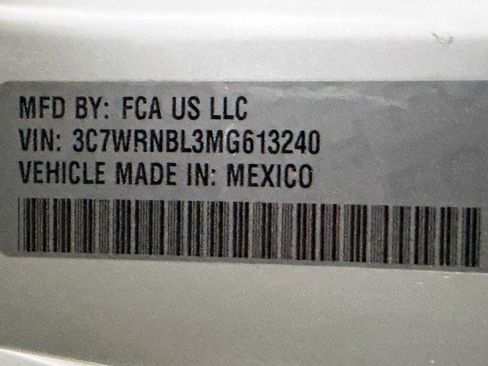 MFD BY: FCA US LLC
VIN: 3C7WRNBL3MG613240
VEHICLE MADE IN: MEXICO